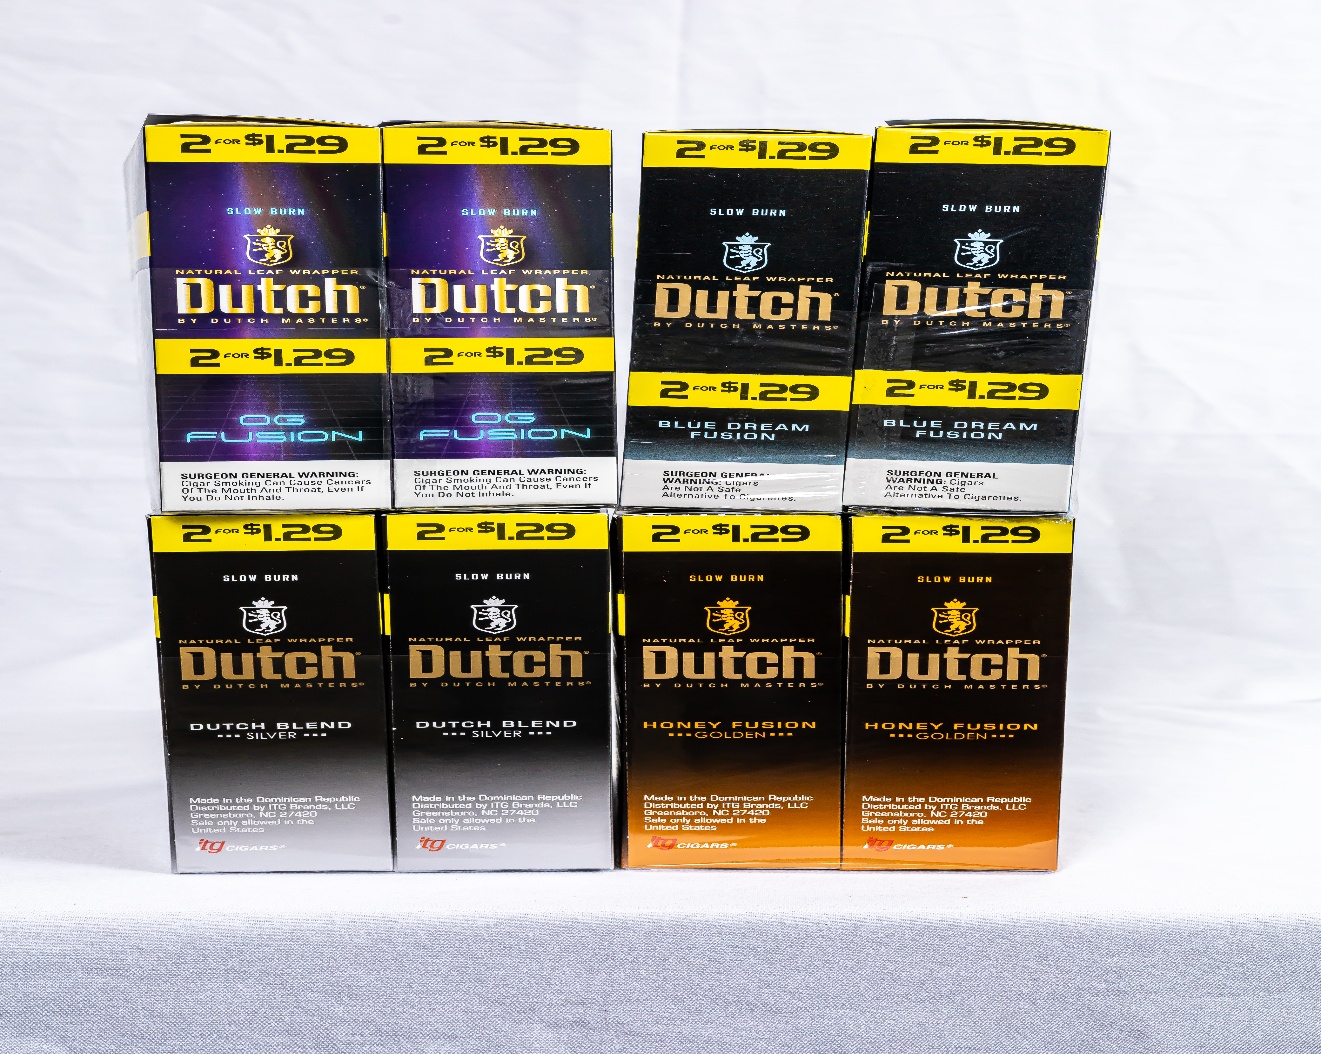 2 FOR $1.29
SLOW BURN
NATURAL LEAF WRAPPER
Dutch
BY DUTCH MASTERS®
2 FOR $1.29
OG
FUSION
SURGEON GENERAL WARNING:
Cigar Smoking Can Cause Cancers
Of The Mouth And Throat, Even If
You Do Not Inhale.
2 FOR $1.29
SLOW BURN
NATURAL LEAF WRAPPER
Dutch
BY DUTCH MASTERS®
2 FOR $1.29
OG
FUSION
SURGEON GENERAL WARNING:
Cigar Smoking Can Cause Cancers
Of The Mouth And Throat, Even If
You Do Not Inhale.
2 FOR $1.29
SLOW BURN
NATURAL LEAF WRAPPER
Dutch
BY DUTCH MASTERS®
2 FOR $1.29
BLUE DREAM
FUSION
SURGEON GENERAL
WARNING: Cigars
Are Not A Safe
Alternative To Cigarettes.
2 FOR $1.29
SLOW BURN
NATURAL LEAF WRAPPER
Dutch
BY DUTCH MASTERS®
2 FOR $1.29
BLUE DREAM
FUSION
SURGEON GENERAL
WARNING: Cigars
Are Not A Safe
Alternative To Cigarettes.
2 FOR $1.29
SLOW BURN
NATURAL LEAF WRAPPER
Dutch
BY DUTCH MASTERS®
DUTCH BLEND
SILVER
Made in the Dominican Republic
Distributed by ITG Brands, LLC
Greensboro, NC 27420
Sale only allowed in the
United States
itg CIGARS®
2 FOR $1.29
SLOW BURN
NATURAL LEAF WRAPPER
Dutch
BY DUTCH MASTERS®
DUTCH BLEND
SILVER
Made in the Dominican Republic
Distributed by ITG Brands, LLC
Greensboro, NC 27420
Sale only allowed in the
United States
itg CIGARS®
2 FOR $1.29
SLOW BURN
NATURAL LEAF WRAPPER
Dutch
BY DUTCH MASTERS®
HONEY FUSION
GOLDEN
Made in the Dominican Republic
Distributed by ITG Brands, LLC
Greensboro, NC 27420
Sale only allowed in the
United States
itg CIGARS®
2 FOR $1.29
SLOW BURN
NATURAL LEAF WRAPPER
Dutch
BY DUTCH MASTERS®
HONEY FUSION
GOLDEN
Made in the Dominican Republic
Distributed by ITG Brands, LLC
Greensboro, NC 27420
Sale only allowed in the
United States
itg CIGARS®